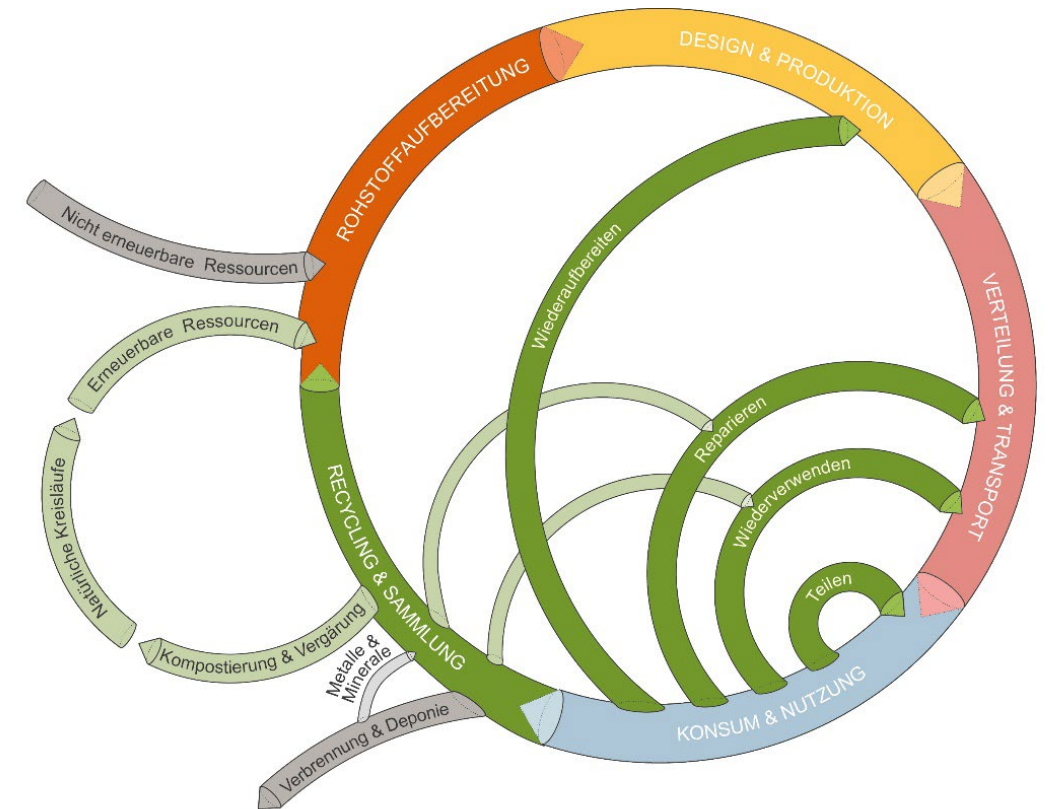 DESIGN & PRODUKTION
ROHSTOFFAUFBEREITUNG
Nicht erneuerbare Ressourcen
Wiederaufbereiten
VERTEILUNG & TRANSPORT
Erneuerbare Ressourcen
Reparieren
Wiederverwenden
Natürliche Kreisläufe
RECYCLING & SAMMLUNG
Teilen
Kompostierung & Vergärung
Metalle &
Minerale
Verbrennung & Deponie
KONSUM & NUTZUNG